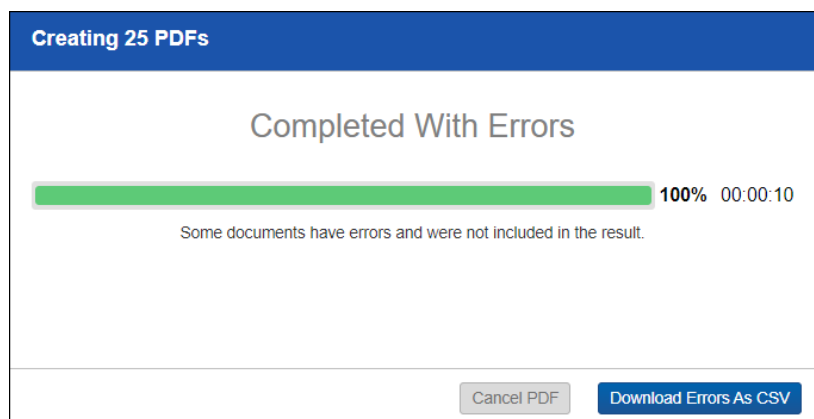 Creating 25 PDFs
Completed With Errors
100% 00:00:10
Some documents have errors and were not included in the result.
Cancel PDF Download Errors As CSV